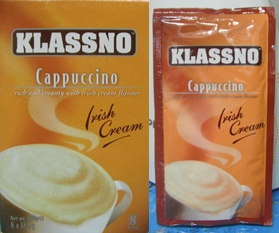 KLASSNO
Cappuccino
rich and creamy with Irish cream flavour
Irish
Cream
8
KLASSNO
Cappuccino
Irish
Cream